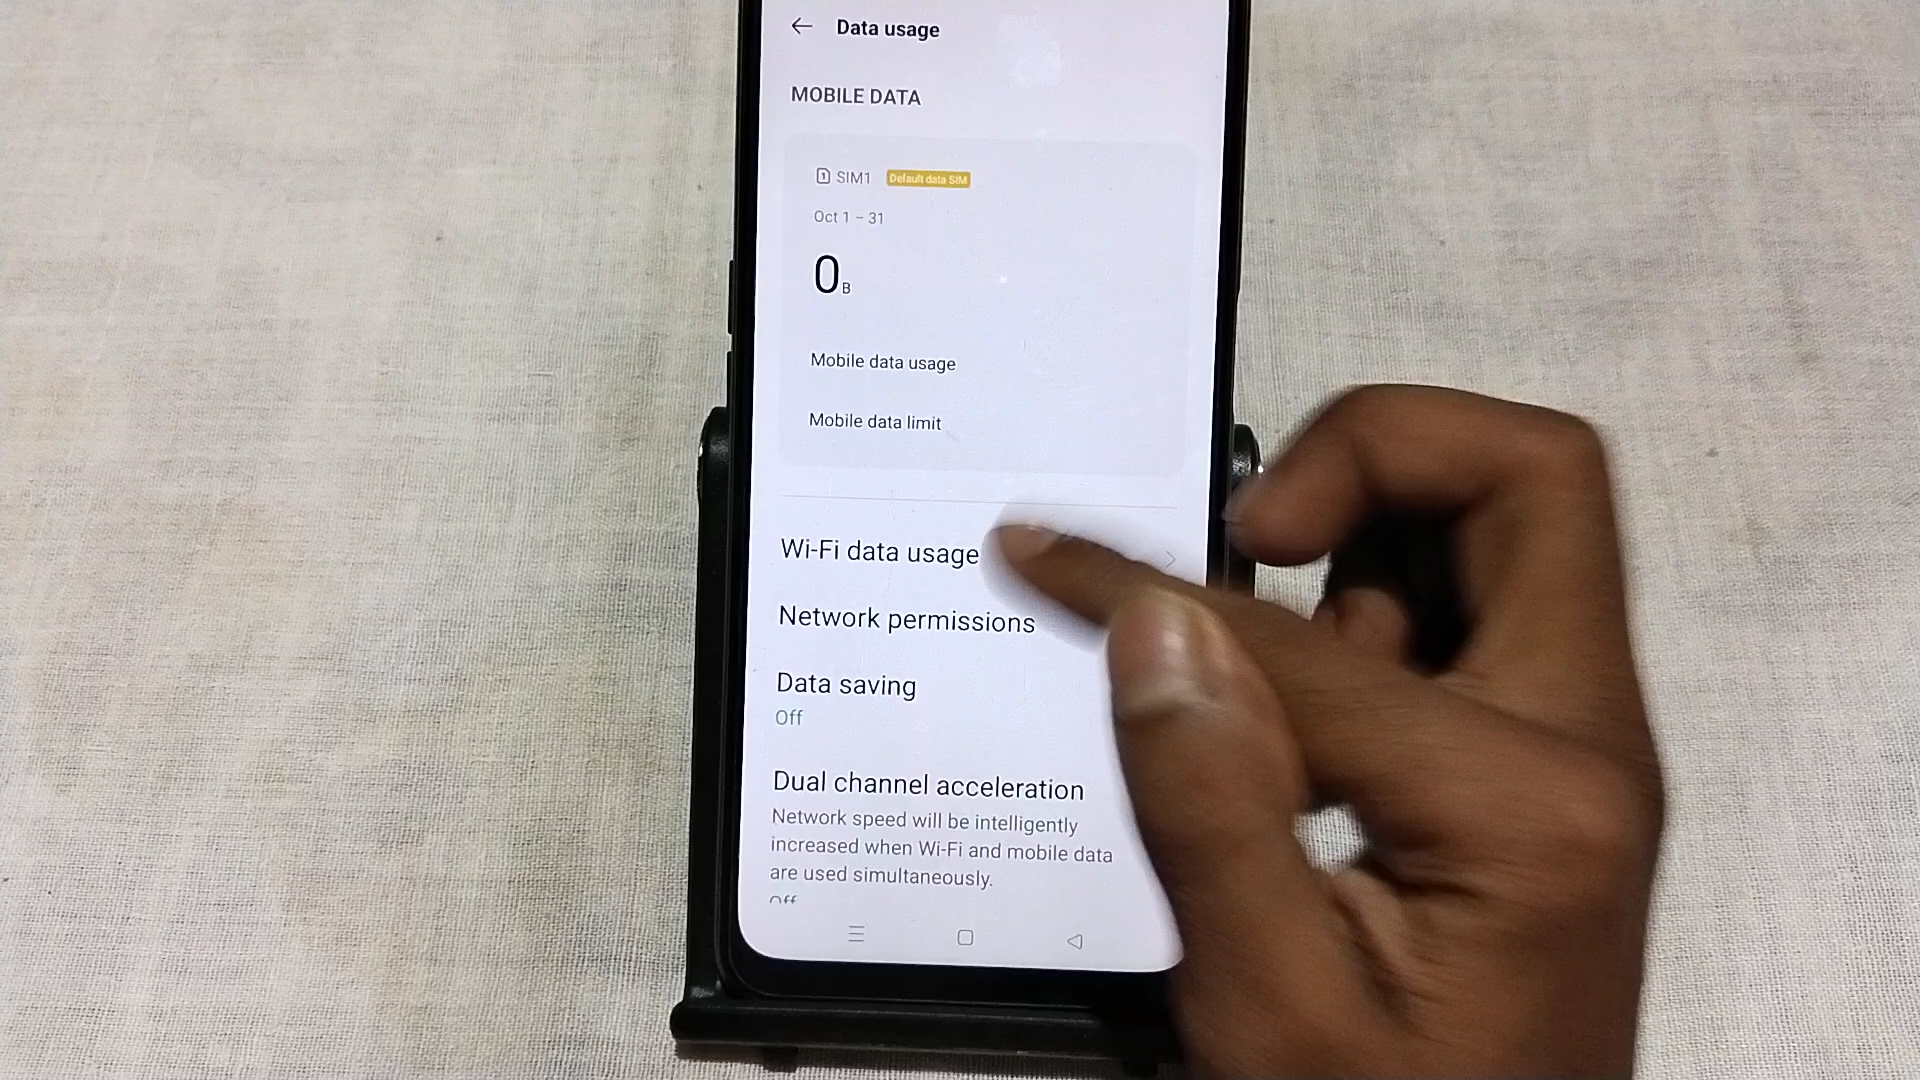 Data usage
MOBILE DATA
SIM1 Default data SIM
Oct 1 – 31
0 B
Mobile data usage
Mobile data limit
Wi-Fi data usage
Network permissions
Data saving
Off
Dual channel acceleration
Network speed will be intelligently
increased when Wi-Fi and mobile data
are used simultaneously.
Off